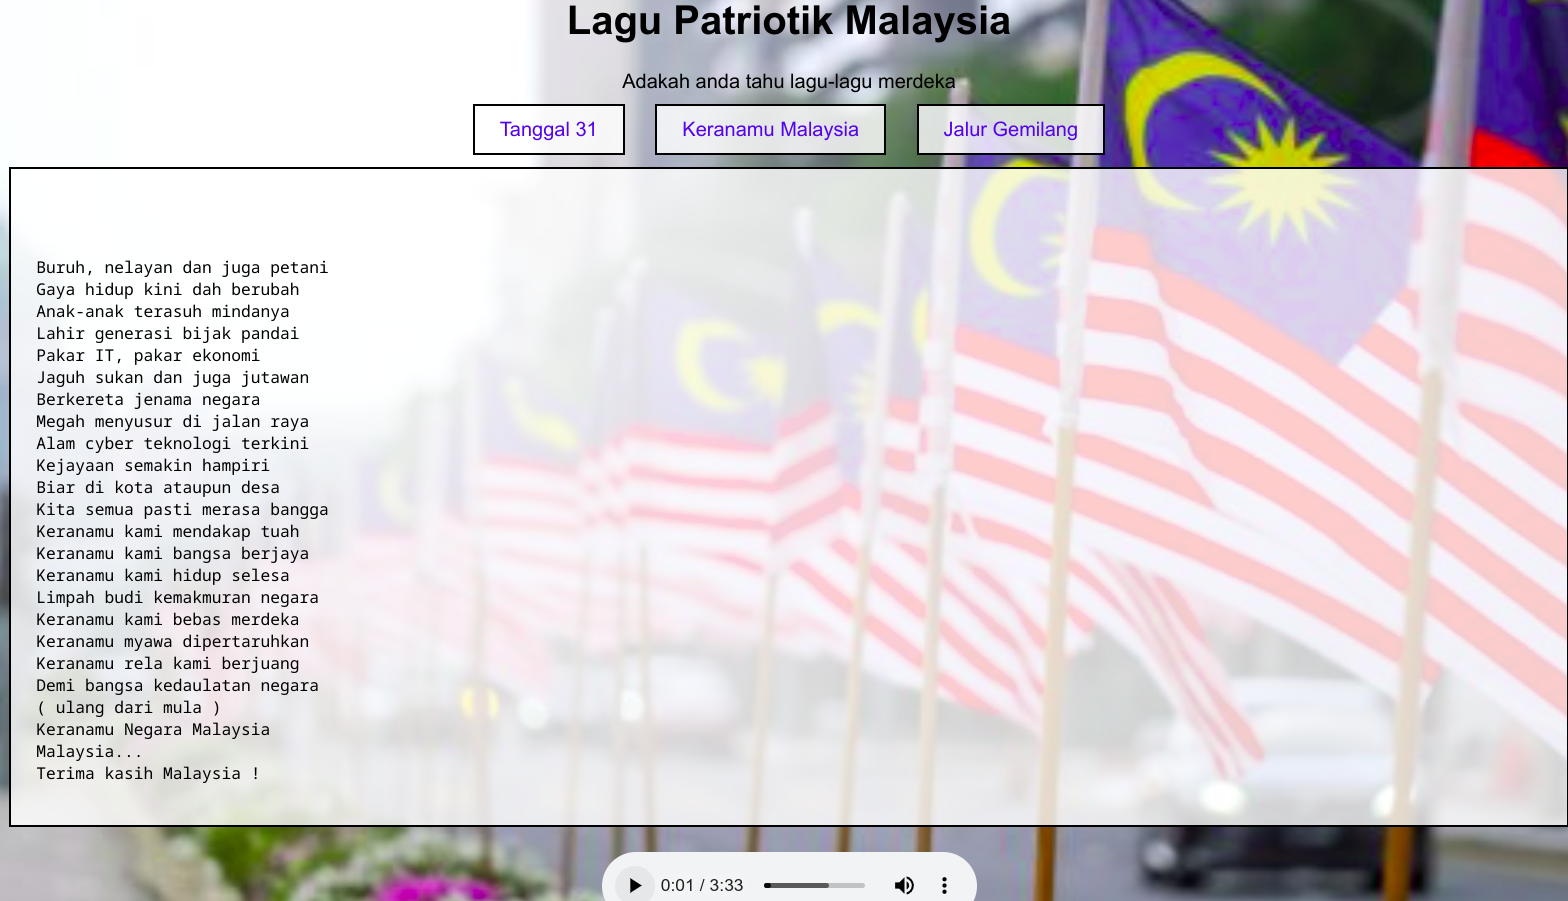 Lagu Patriotik Malaysia
Adakah anda tahu lagu-lagu merdeka
Tanggal 31
Keranamu Malaysia
Jalur Gemilang
Buruh, nelayan dan juga petani
Gaya hidup kini dah berubah
Anak-anak terasuh mindanya
Lahir generasi bijak pandai
Pakar IT, pakar ekonomi
Jaguh sukan dan juga jutawan
Berkereta jenama negara
Megah menyusur di jalan raya
Alam cyber teknologi terkini
Kejayaan semakin hampiri
Biar di kota ataupun desa
Kita semua pasti merasa bangga
Keranamu kami mendakap tuah
Keranamu kami bangsa berjaya
Keranamu kami hidup selesa
Limpah budi kemakmuran negara
Keranamu kami bebas merdeka
Keranamu myawa dipertaruhkan
Keranamu rela kami berjuang
Demi bangsa kedaulatan negara
( ulang dari mula )
Keranamu Negara Malaysia
Malaysia...
Terima kasih Malaysia !
0:01 / 3:33